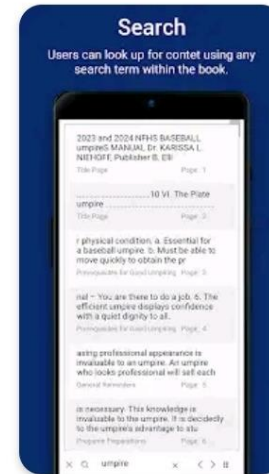 Search
Users can look up for contet using any
search term within the book.
2023 and 2024 NFHS BASEBALL
umpireS MANUAL, Dr. KARISSA L.
NIEHOFF, Publisher B. Elli
Title Page Page: 1
.......................10 VI. The Plate
umpire ..................................
Title Page Page: 3
r physical condition. a. Essential for
a baseball umpire. b. Must be able to
move quickly to obtain the pr
Prerequisites for Good Umpiring Page: 3
nal – You are there to do a job. 6. The
efficient umpire displays confidence
with a quiet dignity to all.
Prerequisites for Good Umpiring Page: 4
aring professional appearance is
invaluable to an umpire. An umpire
who looks professional will sell each
General Reminders Page: 5
is necessary. This knowledge is
invaluable to the umpire. It is decidedly
to the umpire's advantage to stu
Pregame Preparations Page: 6
umpire